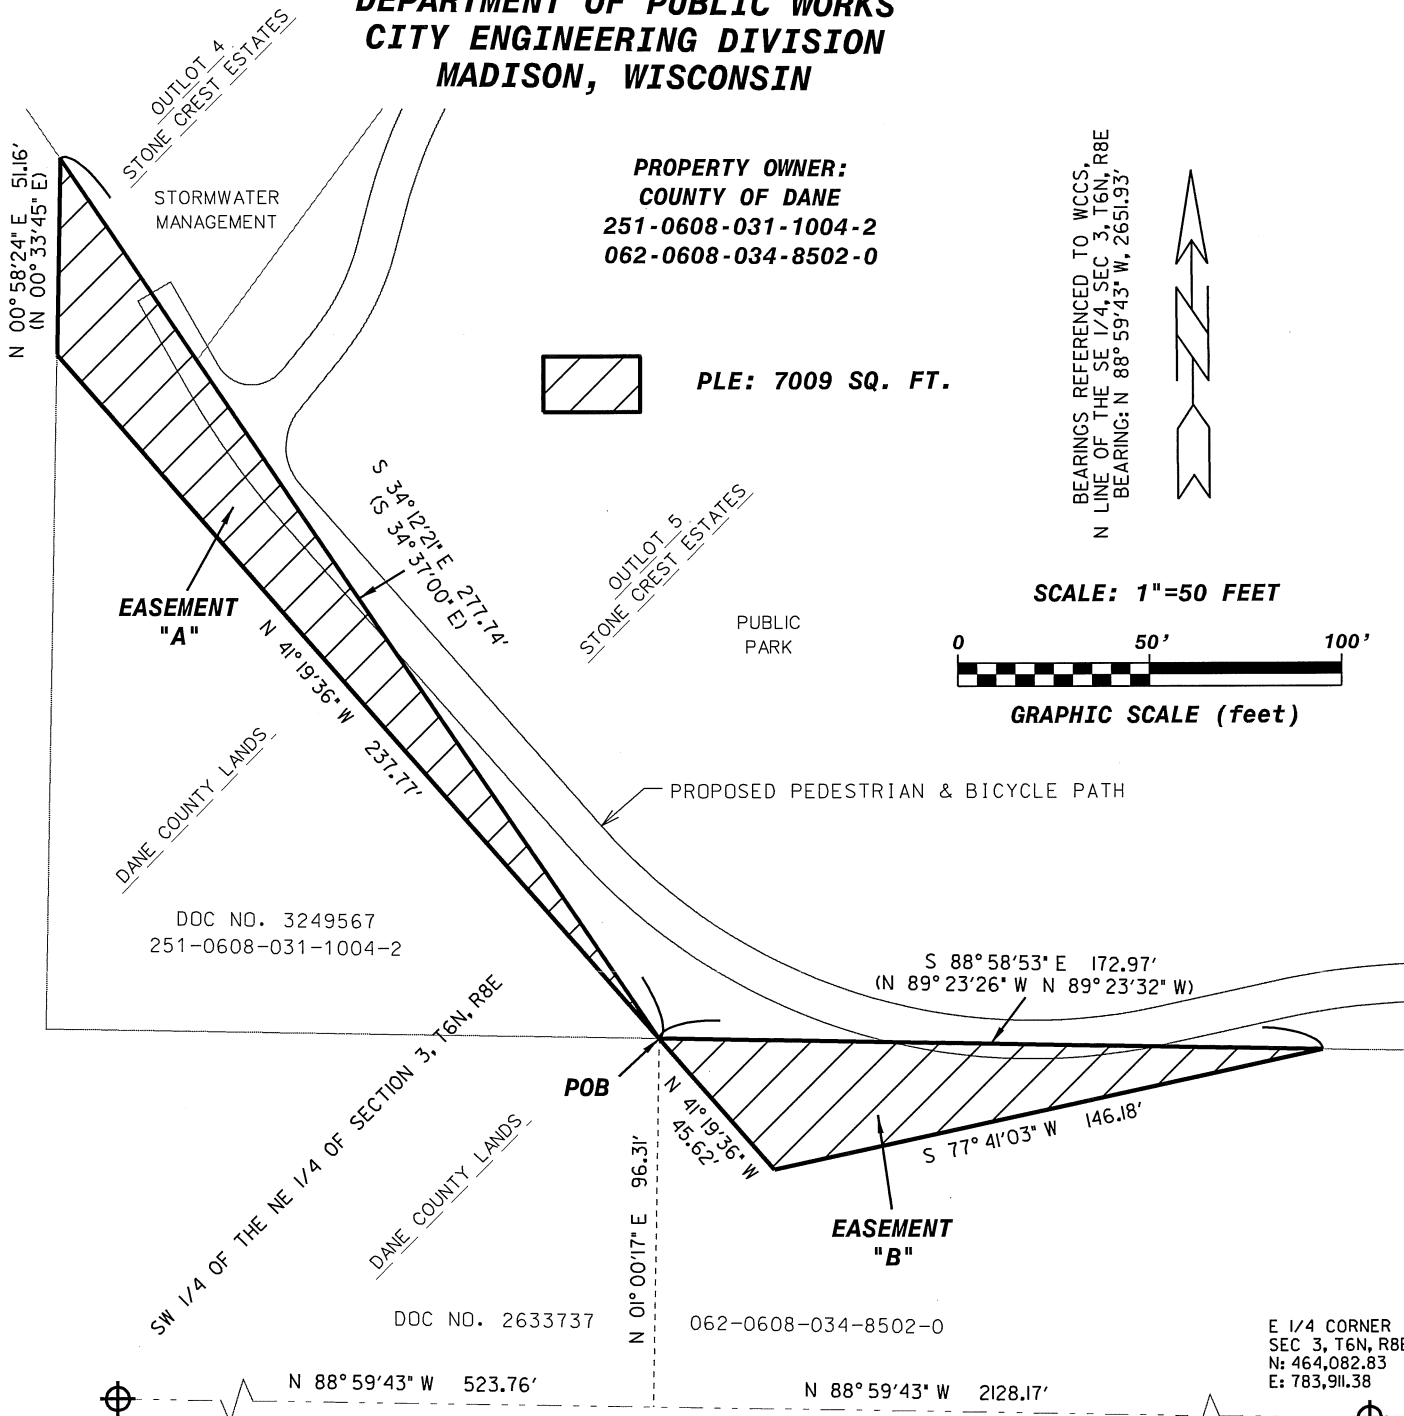 DEPARTMENT OF PUBLIC WORKS
CITY ENGINEERING DIVISION
MADISON, WISCONSIN
OUTLOT 4
STONE CREST ESTATES
N 00°58'24" E 51.16'
(N 00°33'45" E)
STORMWATER
MANAGEMENT
PROPERTY OWNER:
COUNTY OF DANE
251-0608-031-1004-2
062-0608-034-8502-0
BEARINGS REFERENCED TO WCCS,
N LINE OF THE SE 1/4, SEC 3, T6N, R8E
BEARING: N 88°59'43" W, 2651.93'
PLE: 7009 SQ. FT.
S 34°12'21" E 277.74'
(S 34°37'00" E)
OUTLOT 5
STONE CREST ESTATES
EASEMENT
"A"
PUBLIC
PARK
SCALE: 1"=50 FEET
0 50' 100'
GRAPHIC SCALE (feet)
N 41°19'36" W 237.77'
DANE COUNTY LANDS
PROPOSED PEDESTRIAN & BICYCLE PATH
DOC NO. 3249567
251-0608-031-1004-2
S 88°58'53" E 172.97'
(N 89°23'26" W N 89°23'32" W)
SW 1/4 OF THE NE 1/4 OF SECTION 3, T6N, R8E
POB
N 41°19'36" W
45.62'
S 77°41'03" W 146.18'
DANE COUNTY LANDS
N 01°00'17" E 96.31'
EASEMENT
"B"
DOC NO. 2633737
062-0608-034-8502-0
E 1/4 CORNER
SEC 3, T6N, R8E
N: 464,082.83
E: 783,911.38
N 88°59'43" W 523.76'
N 88°59'43" W 2128.17'